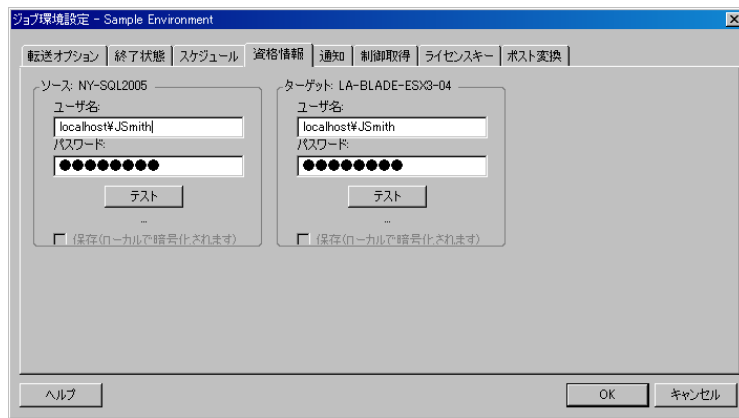 ジョブ環境設定 - Sample Environment
転送オプション 終了状態 スケジュール 資格情報 通知 制御取得 ライセンスキー ポスト変換
ソース: NY-SQL2005
ユーザ名:
localhost¥JSmith
パスワード:
●●●●●●●●
テスト
...
保存(ローカルで暗号化されます)
ターゲット: LA-BLADE-ESX3-04
ユーザ名:
localhost¥JSmith
パスワード:
●●●●●●●●
テスト
...
保存(ローカルで暗号化されます)
ヘルプ OK キャンセル